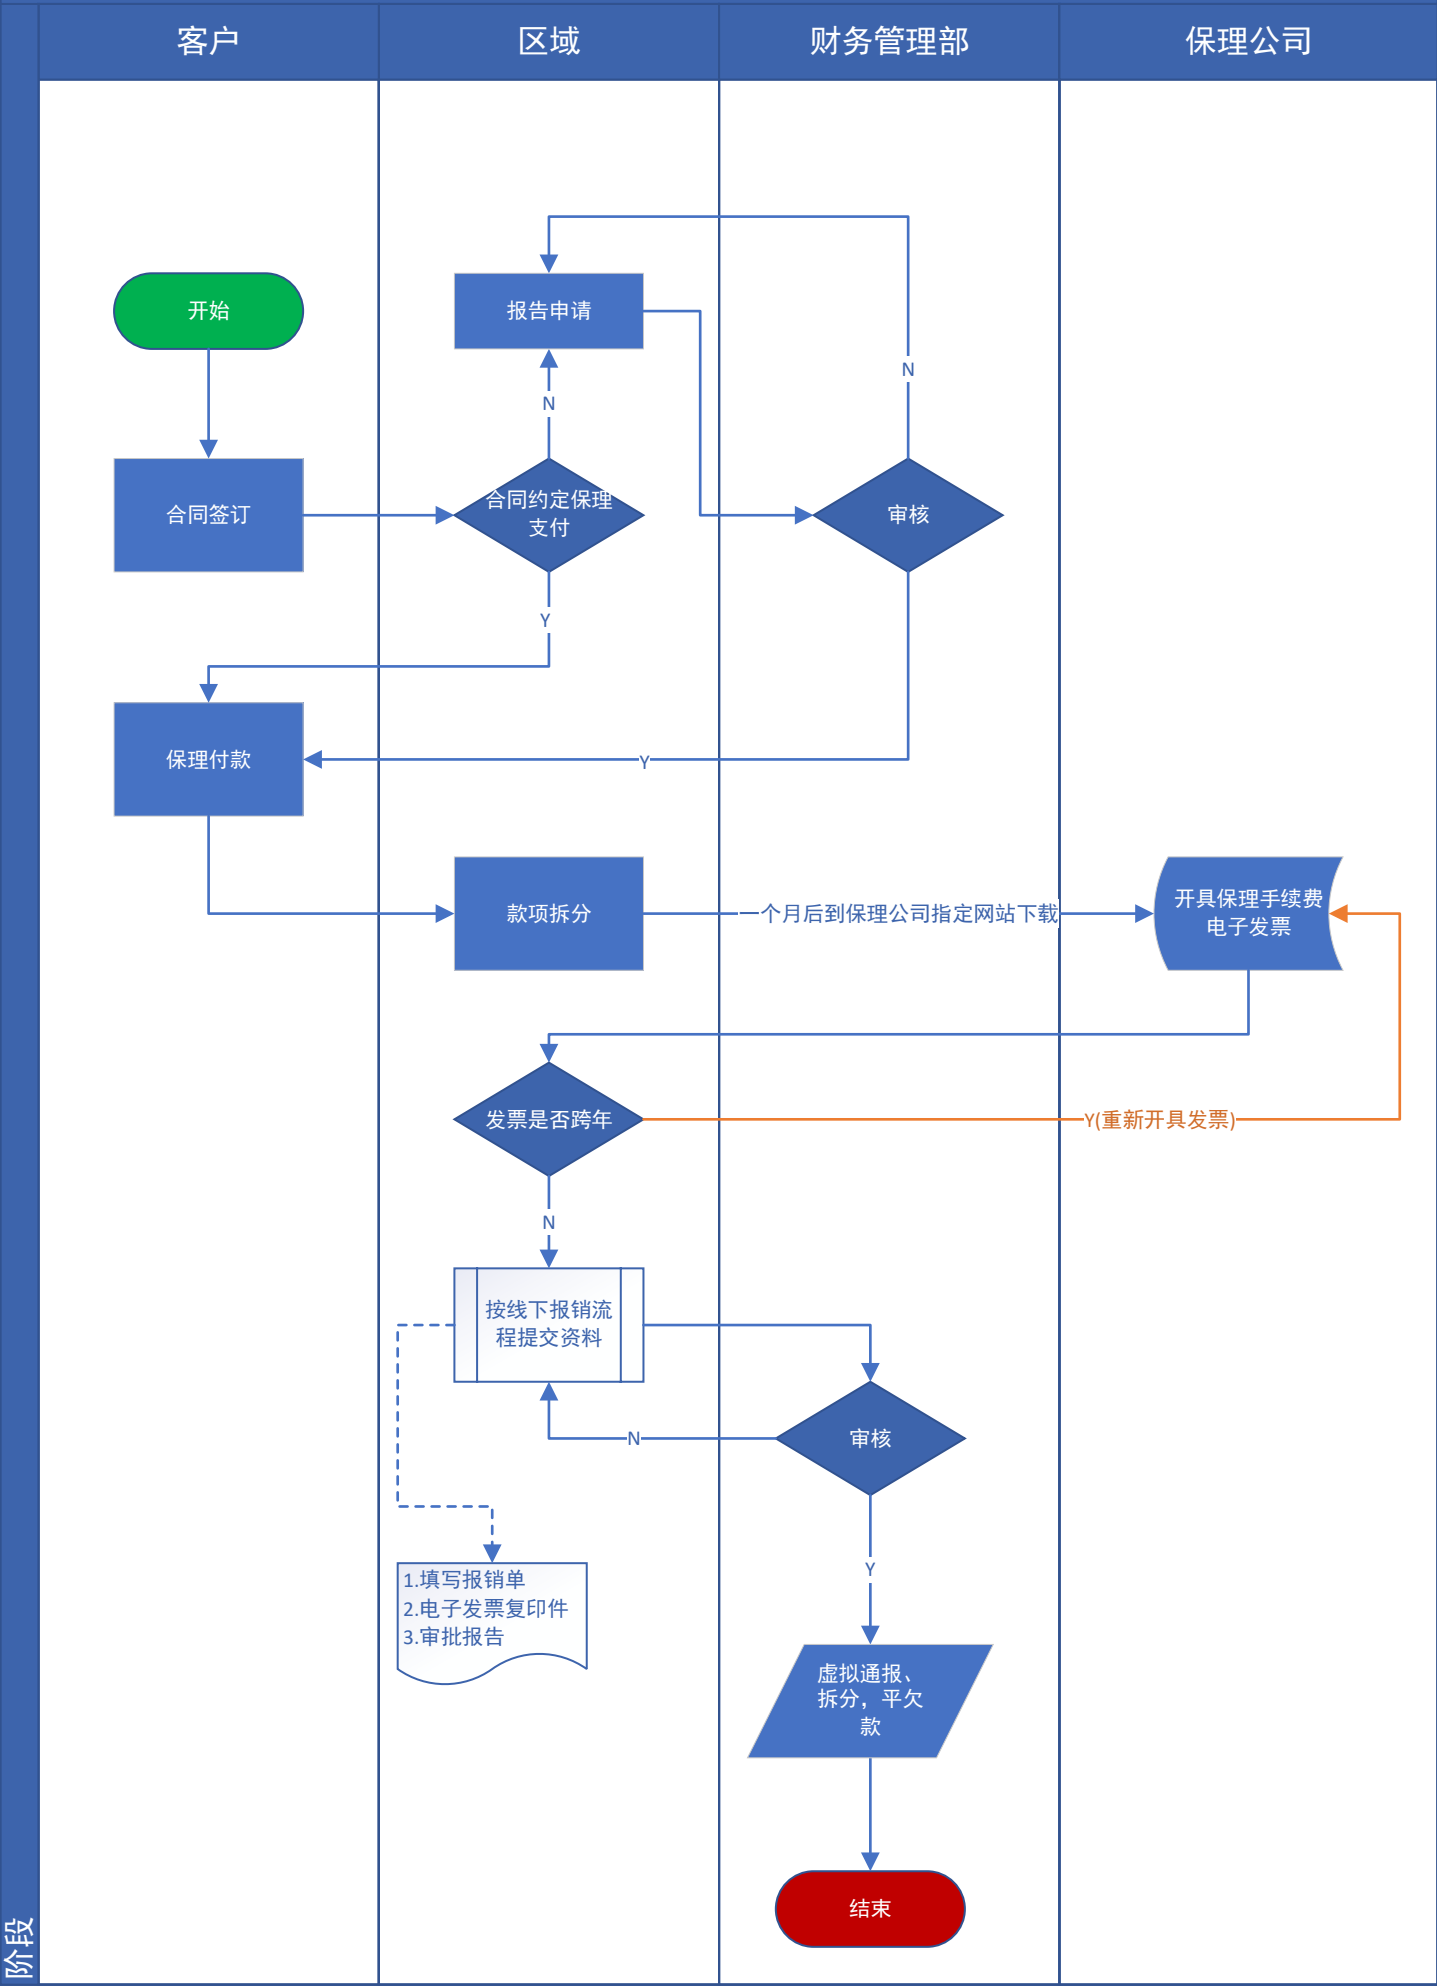 客户
区域
财务管理部
保理公司
开始
报告申请
N
N
合同签订
合同约定保理
支付
审核
Y
保理付款
Y
款项拆分
一个月后到保理公司指定网站下载
开具保理手续费
电子发票
发票是否跨年
Y(重新开具发票)
N
按线下报销流
程提交资料
N
审核
Y
1.填写报销单
2.电子发票复印件
3.审批报告
虚拟通报、
拆分，平欠
款
结束
阶段